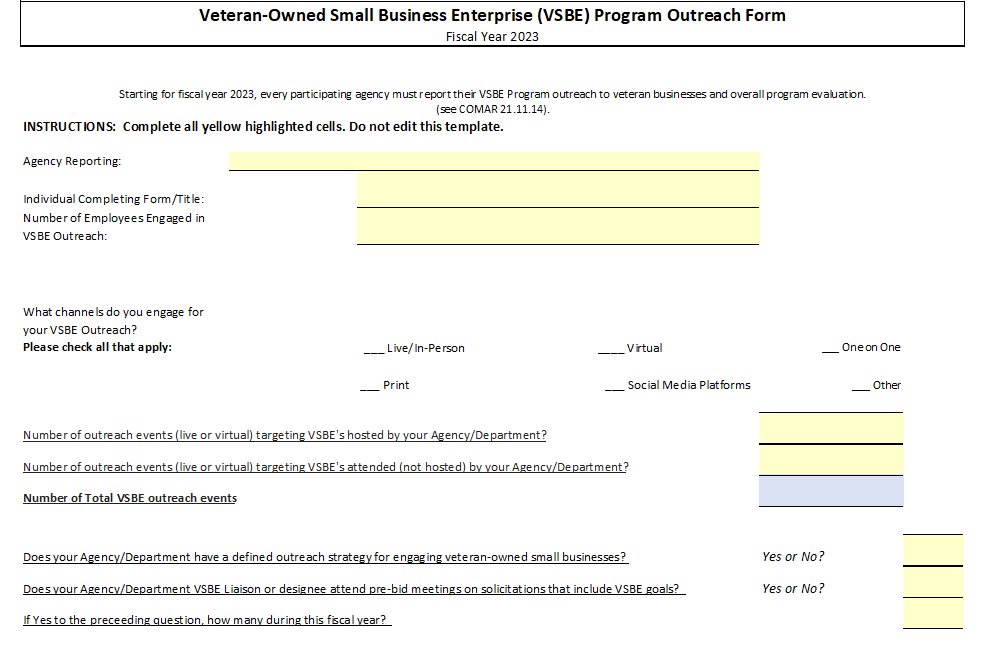 Veteran-Owned Small Business Enterprise (VSBE) Program Outreach Form
Fiscal Year 2023
Starting for fiscal year 2023, every participating agency must report their VSBE Program outreach to veteran businesses and overall program evaluation.
(see COMAR 21.11.14).
INSTRUCTIONS: Complete all yellow highlighted cells. Do not edit this template.
Agency Reporting:
Individual Completing Form/Title:
Number of Employees Engaged in
VSBE Outreach:
What channels do you engage for
your VSBE Outreach?
Please check all that apply:
___ Live/In-Person ____ Virtual ___ One on One
___ Print ___ Social Media Platforms ___ Other
Number of outreach events (live or virtual) targeting VSBE's hosted by your Agency/Department?
Number of outreach events (live or virtual) targeting VSBE's attended (not hosted) by your Agency/Department?
Number of Total VSBE outreach events
Does your Agency/Department have a defined outreach strategy for engaging veteran-owned small businesses? Yes or No?
Does your Agency/Department VSBE Liaison or designee attend pre-bid meetings on solicitations that include VSBE goals? Yes or No?
If Yes to the preceeding question, how many during this fiscal year?